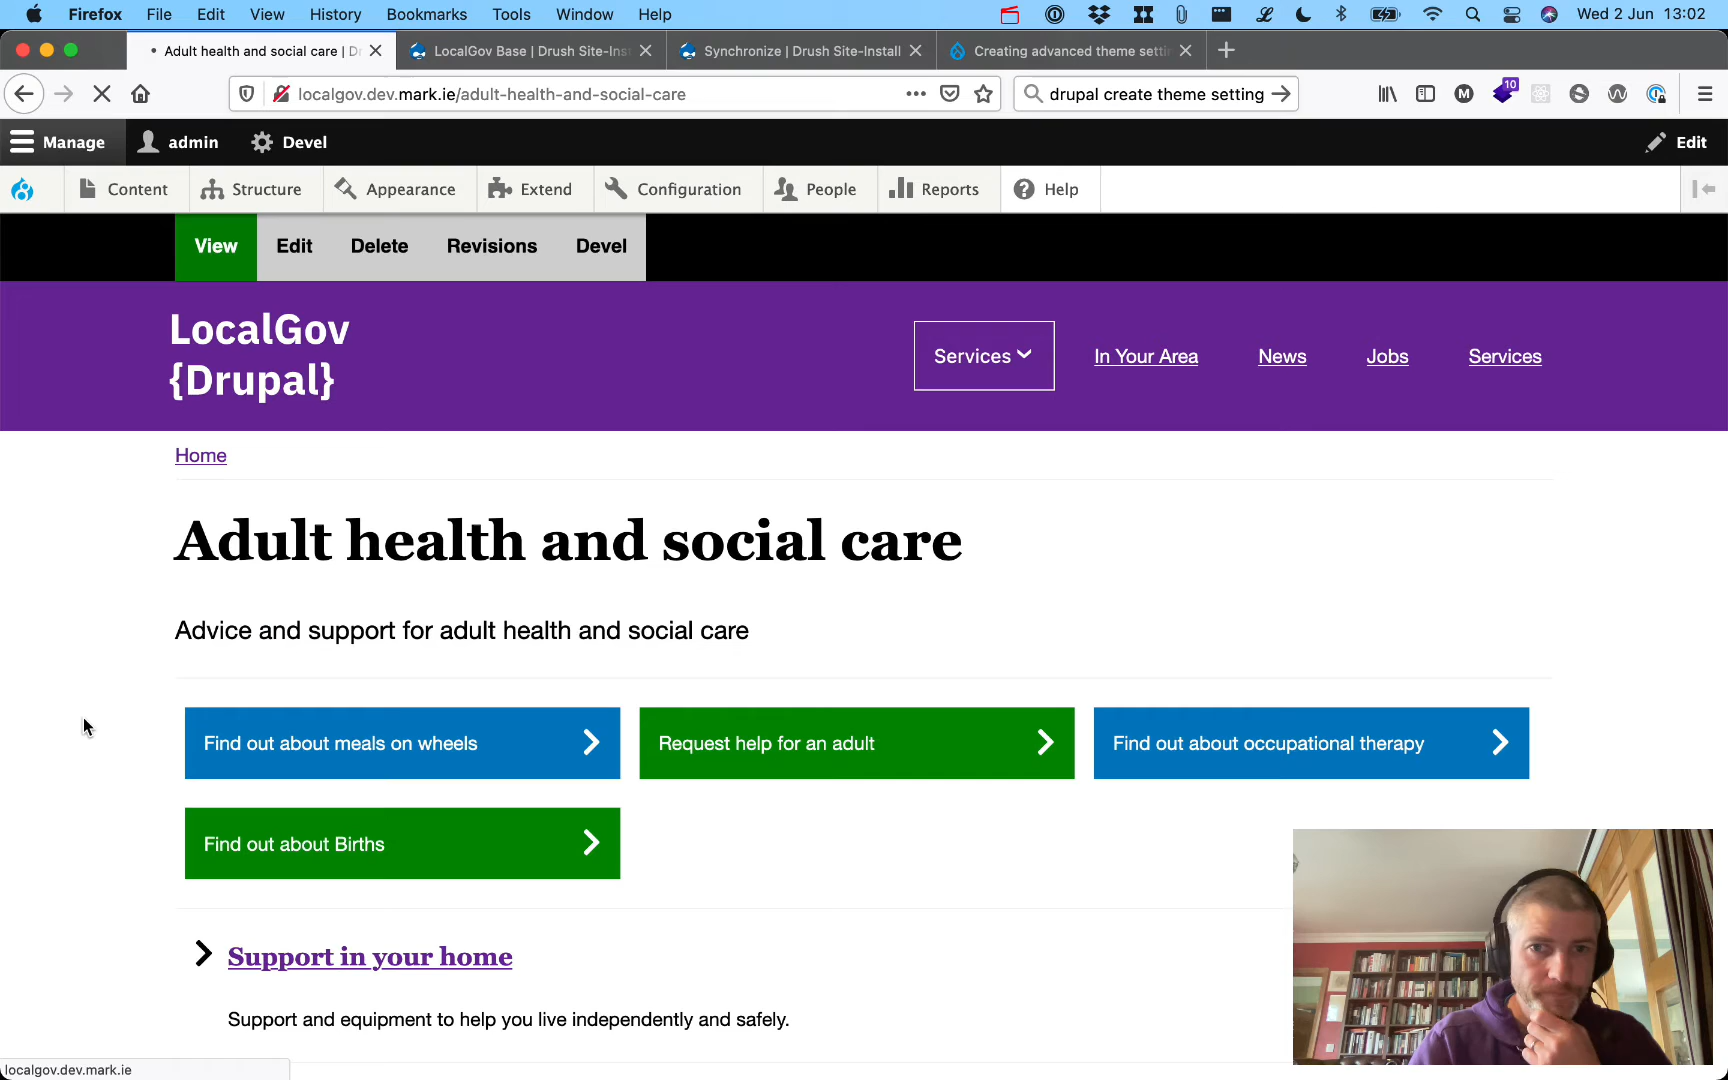 Firefox File Edit View History Bookmarks Tools Window Help Wed 2 Jun 13:02
Adult health and social care | D LocalGov Base | Drush Site-Ins Synchronize | Drush Site-Install Creating advanced theme setti
localgov.dev.mark.ie/adult-health-and-social-care drupal create theme setting 10
Manage admin Devel Edit
Content Structure Appearance Extend Configuration People Reports Help
View Edit Delete Revisions Devel
LocalGov
{Drupal}
Services In Your Area News Jobs Services
Home
Adult health and social care
Advice and support for adult health and social care
Find out about meals on wheels Request help for an adult Find out about occupational therapy
Find out about Births
Support in your home
Support and equipment to help you live independently and safely.
localgov.dev.mark.ie